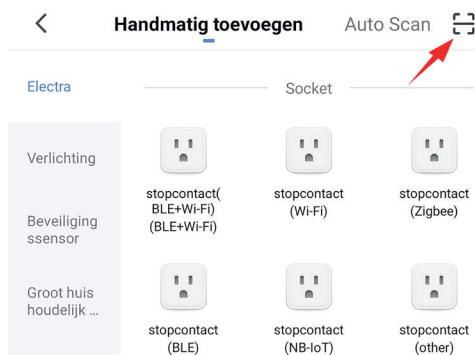 Handmatig toevoegen Auto Scan
Electra
Socket
Verlichting
Beveiliging
ssensor
Groot huis
houdelijk ...
stopcontact(
BLE+Wi-Fi)
(BLE+Wi-Fi)
stopcontact
(Wi-Fi)
stopcontact
(Zigbee)
stopcontact
(BLE)
stopcontact
(NB-IoT)
stopcontact
(other)